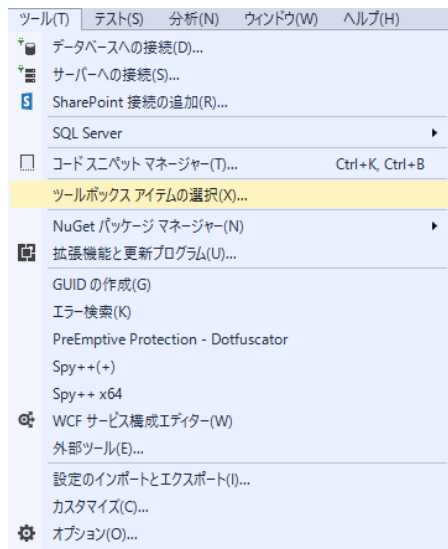 ツール(T) テスト(S) 分析(N) ウィンドウ(W) ヘルプ(H)
データベースへの接続(D)...
サーバーへの接続(S)...
SharePoint 接続の追加(R)...
SQL Server
コード スニペット マネージャー(T)... Ctrl+K, Ctrl+B
ツールボックス アイテムの選択(X)...
NuGet パッケージ マネージャー(N)
拡張機能と更新プログラム(U)...
GUID の作成(G)
エラー検索(K)
PreEmptive Protection - Dotfuscator
Spy++(+)
Spy++ x64
WCF サービス構成エディター(W)
外部ツール(E)...
設定のインポートとエクスポート(I)...
カスタマイズ(C)...
オプション(O)...